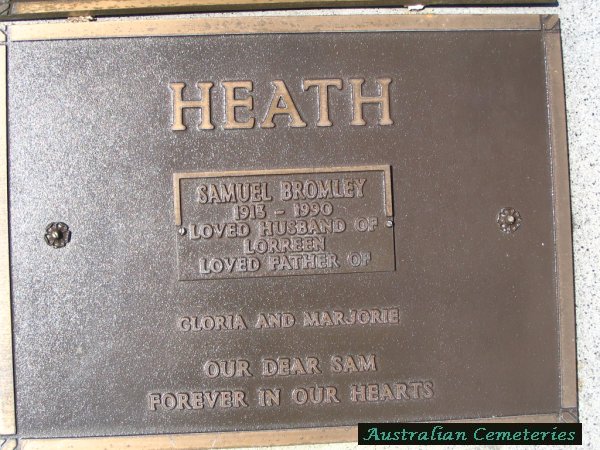 HEATH
SAMUEL BROMLEY
1913 - 1990
LOVED HUSBAND OF
LORREEN
LOVED FATHER OF
GLORIA AND MARJORIE
OUR DEAR SAM
FOREVER IN OUR HEARTS
Australian Cemeteries